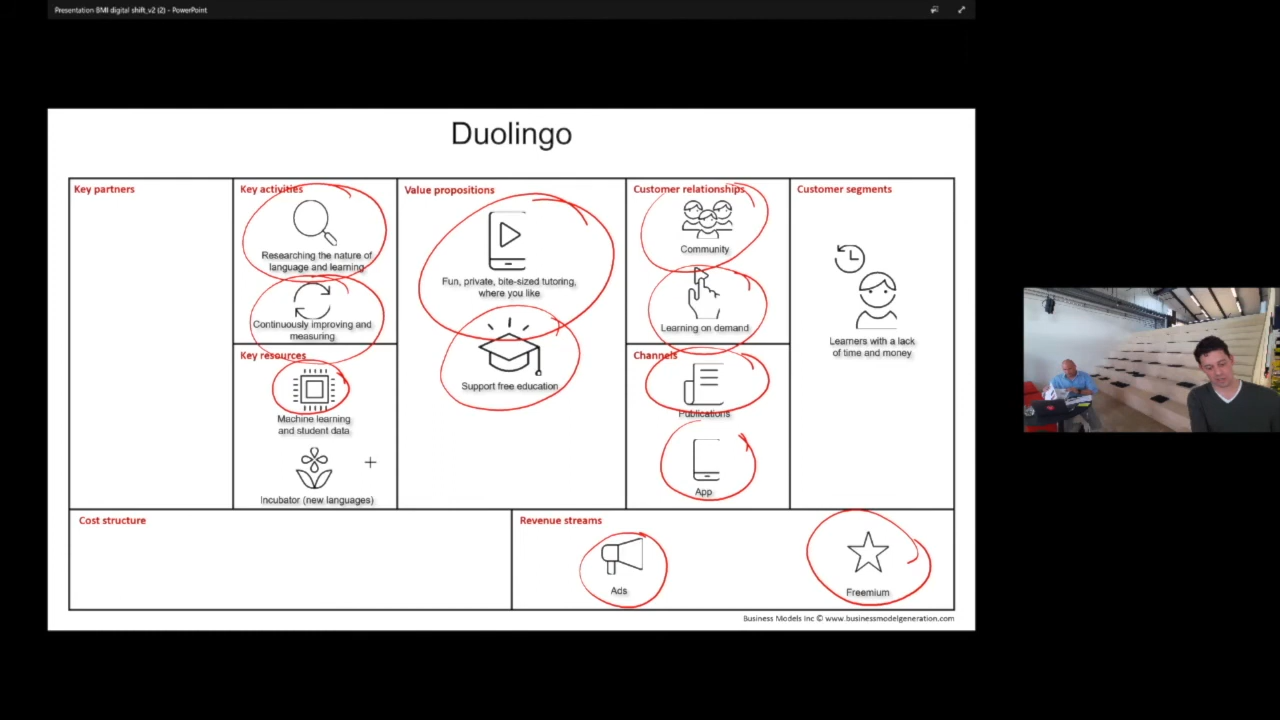 Presentation BMI digital shift_v2 (2) - PowerPoint
Duolingo
Key partners
Key activities
Researching the nature of
language and learning
Continuously improving and
measuring
Key resources
Machine learning
and student data
Incubator (new languages)
Value propositions
Fun, private, bite-sized tutoring,
where you like
Support free education
Customer relationships
Community
Learning on demand
Channels
Publications
App
Customer segments
Learners with a lack
of time and money
Cost structure
Revenue streams
Ads
Freemium
Business Models Inc © www.businessmodelgeneration.com